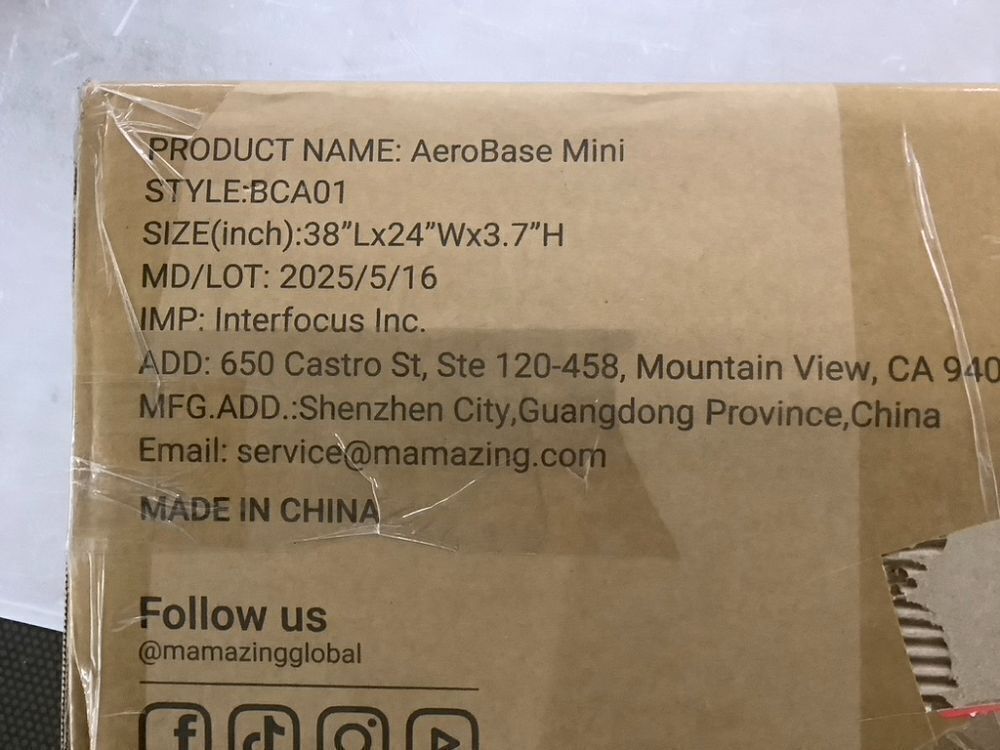 PRODUCT NAME: AeroBase Mini
STYLE:BCA01
SIZE(inch):38”Lx24”Wx3.7”H
MD/LOT: 2025/5/16
IMP: Interfocus Inc.
ADD: 650 Castro St, Ste 120-458, Mountain View, CA 940
MFG.ADD.:Shenzhen City,Guangdong Province,China
Email: service@mamazing.com
MADE IN CHINA
Follow us
@mamazingglobal